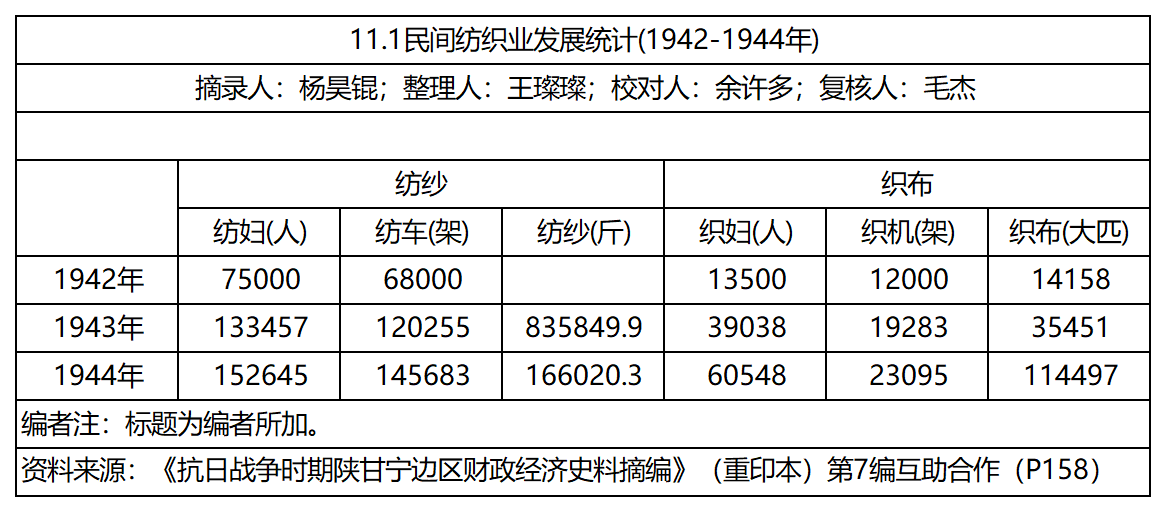 11.1民间纺织业发展统计(1942-1944年)
摘录人：杨昊锟；整理人：王璨璨；校对人：余许多；复核人：毛杰
纺纱 织布
纺妇(人) 纺车(架) 纺纱(斤) 织妇(人) 织机(架) 织布(大匹)
1942年 75000 68000 13500 12000 14158
1943年 133457 120255 835849.9 39038 19283 35451
1944年 152645 145683 166020.3 60548 23095 114497
编者注：标题为编者所加。
资料来源：《抗日战争时期陕甘宁边区财政经济史料摘编》（重印本）第7编互助合作（P158）